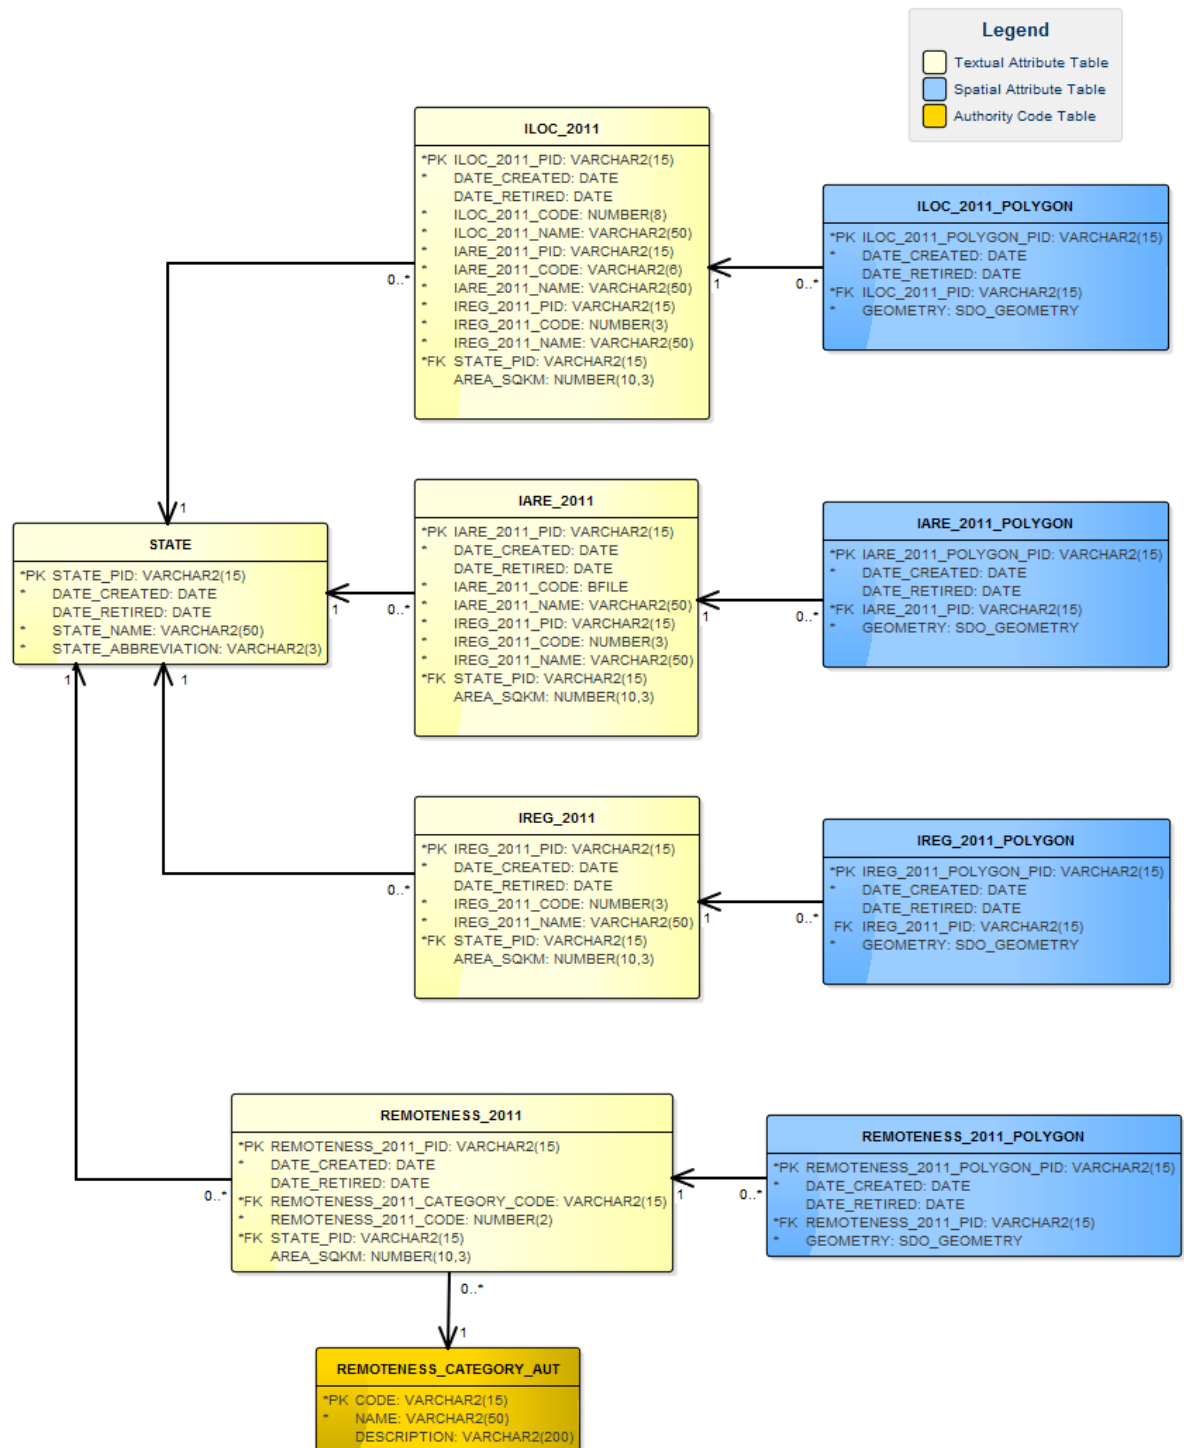 Legend
Textual Attribute Table
Spatial Attribute Table
Authority Code Table
ILOC_2011
*PK ILOC_2011_PID: VARCHAR2(15)
* DATE_CREATED: DATE
DATE_RETIRED: DATE
* ILOC_2011_CODE: NUMBER(8)
* ILOC_2011_NAME: VARCHAR2(50)
* IARE_2011_PID: VARCHAR2(15)
* IARE_2011_CODE: VARCHAR2(6)
* IARE_2011_NAME: VARCHAR2(50)
* IREG_2011_PID: VARCHAR2(15)
* IREG_2011_CODE: NUMBER(3)
* IREG_2011_NAME: VARCHAR2(50)
*FK STATE_PID: VARCHAR2(15)
AREA_SQKM: NUMBER(10,3)
ILOC_2011_POLYGON
*PK ILOC_2011_POLYGON_PID: VARCHAR2(15)
* DATE_CREATED: DATE
DATE_RETIRED: DATE
*FK ILOC_2011_PID: VARCHAR2(15)
* GEOMETRY: SDO_GEOMETRY
0..*
1
0..*
1
STATE
*PK STATE_PID: VARCHAR2(15)
* DATE_CREATED: DATE
DATE_RETIRED: DATE
* STATE_NAME: VARCHAR2(50)
* STATE_ABBREVIATION: VARCHAR2(3)
IARE_2011
*PK IARE_2011_PID: VARCHAR2(15)
* DATE_CREATED: DATE
DATE_RETIRED: DATE
* IARE_2011_CODE: BFILE
* IARE_2011_NAME: VARCHAR2(50)
* IREG_2011_PID: VARCHAR2(15)
* IREG_2011_CODE: NUMBER(3)
* IREG_2011_NAME: VARCHAR2(50)
*FK STATE_PID: VARCHAR2(15)
AREA_SQKM: NUMBER(10,3)
IARE_2011_POLYGON
*PK IARE_2011_POLYGON_PID: VARCHAR2(15)
* DATE_CREATED: DATE
DATE_RETIRED: DATE
*FK IARE_2011_PID: VARCHAR2(15)
* GEOMETRY: SDO_GEOMETRY
1
0..*
1
0..*
1
1
IREG_2011
*PK IREG_2011_PID: VARCHAR2(15)
* DATE_CREATED: DATE
DATE_RETIRED: DATE
* IREG_2011_CODE: NUMBER(3)
* IREG_2011_NAME: VARCHAR2(50)
*FK STATE_PID: VARCHAR2(15)
AREA_SQKM: NUMBER(10,3)
IREG_2011_POLYGON
*PK IREG_2011_POLYGON_PID: VARCHAR2(15)
* DATE_CREATED: DATE
DATE_RETIRED: DATE
FK IREG_2011_PID: VARCHAR2(15)
* GEOMETRY: SDO_GEOMETRY
0..*
1
0..*
REMOTENESS_2011
*PK REMOTENESS_2011_PID: VARCHAR2(15)
* DATE_CREATED: DATE
DATE_RETIRED: DATE
*FK REMOTENESS_2011_CATEGORY_CODE: VARCHAR2(15)
* REMOTENESS_2011_CODE: NUMBER(2)
*FK STATE_PID: VARCHAR2(15)
AREA_SQKM: NUMBER(10,3)
REMOTENESS_2011_POLYGON
*PK REMOTENESS_2011_POLYGON_PID: VARCHAR2(15)
* DATE_CREATED: DATE
DATE_RETIRED: DATE
*FK REMOTENESS_2011_PID: VARCHAR2(15)
* GEOMETRY: SDO_GEOMETRY
0..*
1
0..*
0..*
1
REMOTENESS_CATEGORY_AUT
*PK CODE: VARCHAR2(15)
* NAME: VARCHAR2(50)
DESCRIPTION: VARCHAR2(200)